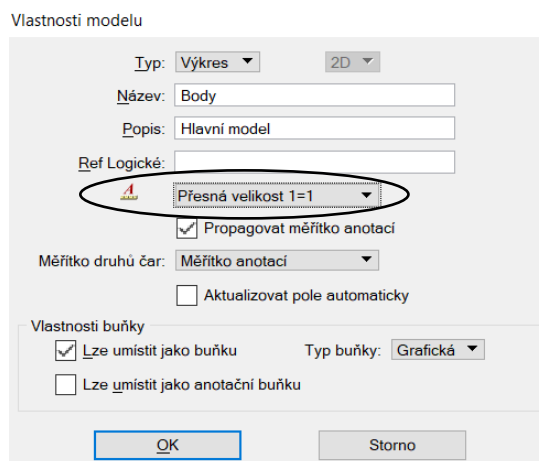 Vlastnosti modelu
Typ: Výkres 2D
Název: Body
Popis: Hlavní model
Ref Logické:
Přesná velikost 1=1
Propagovat měřítko anotací
Měřítko druhů čar: Měřítko anotací
Aktualizovat pole automaticky
Vlastnosti buňky
Lze umístit jako buňku Typ buňky: Grafická
Lze umístit jako anotační buňku
OK Storno